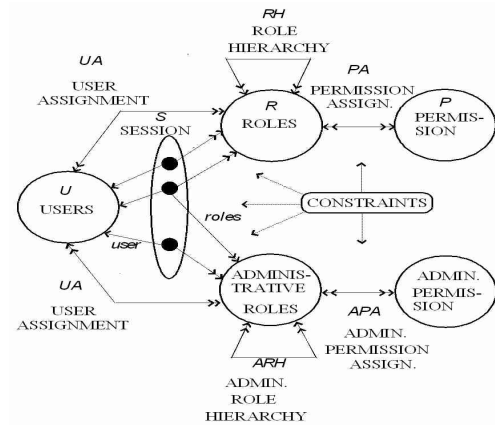 RH
ROLE
HIERARCHY
UA
USER
ASSIGNMENT
S
SESSION
R
ROLES
PA
PERMISSION
ASSIGN.
P
PERMIS-
SION
U
USERS
roles
CONSTRAINTS
user
UA
USER
ASSIGNMENT
ADMINIS-
TRATIVE
ROLES
ADMIN.
PERMIS-
SION
APA
ADMIN.
PERMISSION
ASSIGN.
ARH
ADMIN.
ROLE
HIERARCHY